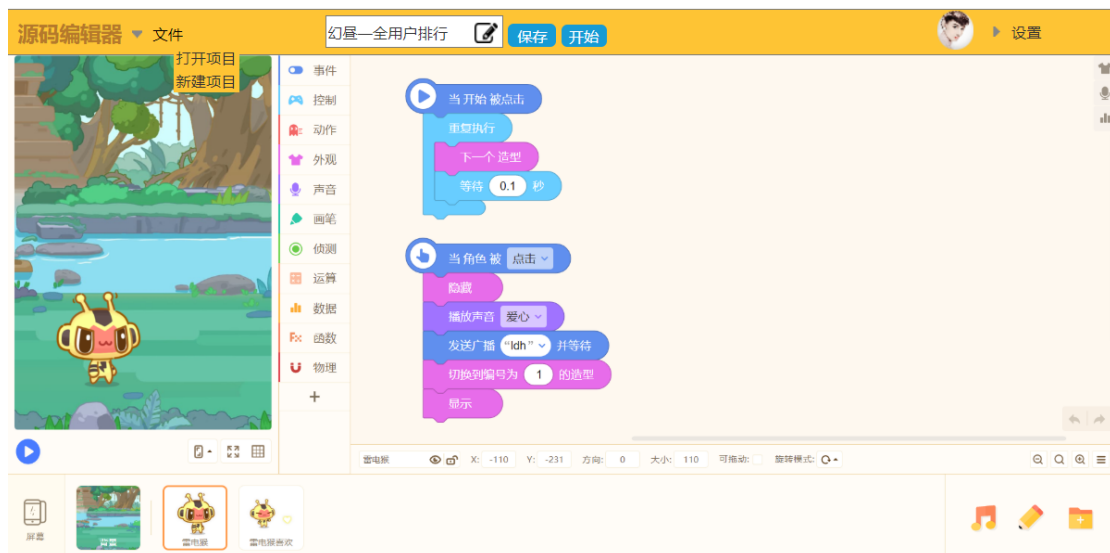 源码编辑器 文件 幻昼—全用户排行 保存 开始 设置
打开项目
新建项目
事件
控制
动作
外观
声音
画笔
侦测
运算
数据
函数
物理
+
当 开始 被点击
重复执行
下一个 造型
等待 0.1 秒
当 角色 被 点击
隐藏
播放声音 爱心
发送广播 “ldh” 并等待
切换到编号为 1 的造型
显示
雷电猴 X: -110 Y: -231 方向: 0 大小: 110 可拖动: 旋转模式:
屏幕 背景 雷电猴 雷电猴喜欢